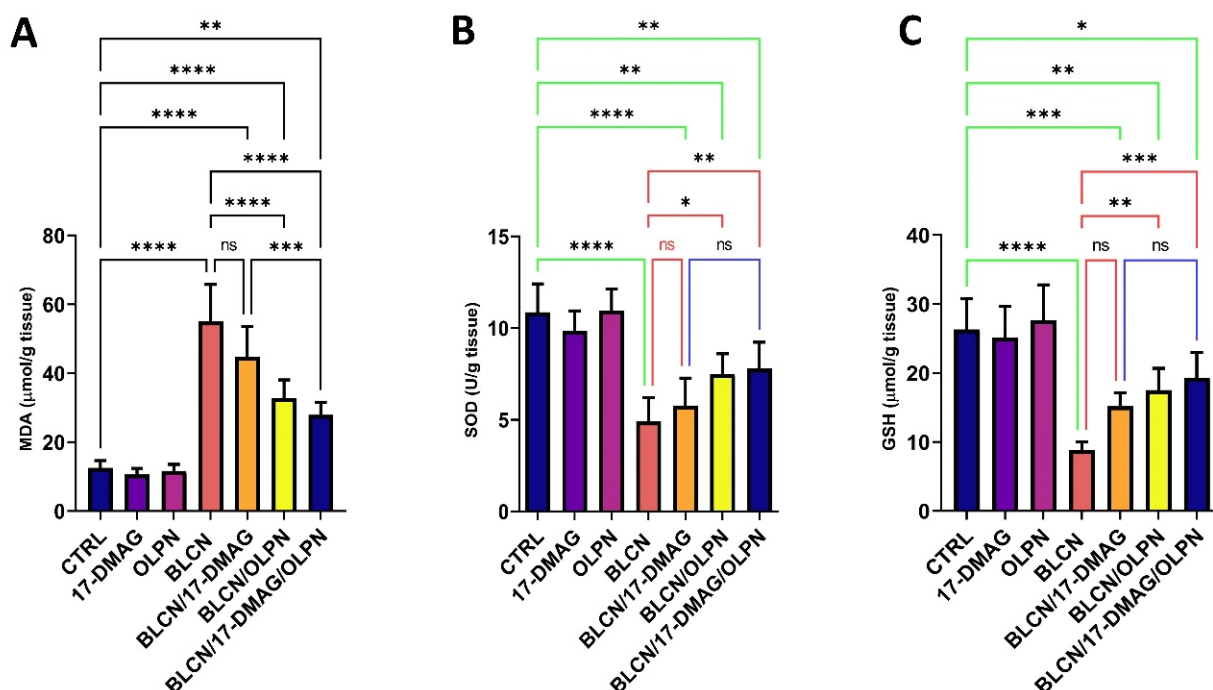 A
**
****
****
****
****
**** ns ***
MDA (μmol/g tissue)
80
60
40
20
0
CTRL
17-DMAG
OLPN
BLCN
BLCN/17-DMAG
BLCN/OLPN
BLCN/17-DMAG/OLPN
B
**
**
****
**
*
**** ns ns
SOD (U/g tissue)
15
10
5
0
CTRL
17-DMAG
OLPN
BLCN
BLCN/17-DMAG
BLCN/OLPN
BLCN/17-DMAG/OLPN
C
*
**
***
***
**
**** ns ns
GSH (μmol/g tissue)
40
30
20
10
0
CTRL
17-DMAG
OLPN
BLCN
BLCN/17-DMAG
BLCN/OLPN
BLCN/17-DMAG/OLPN